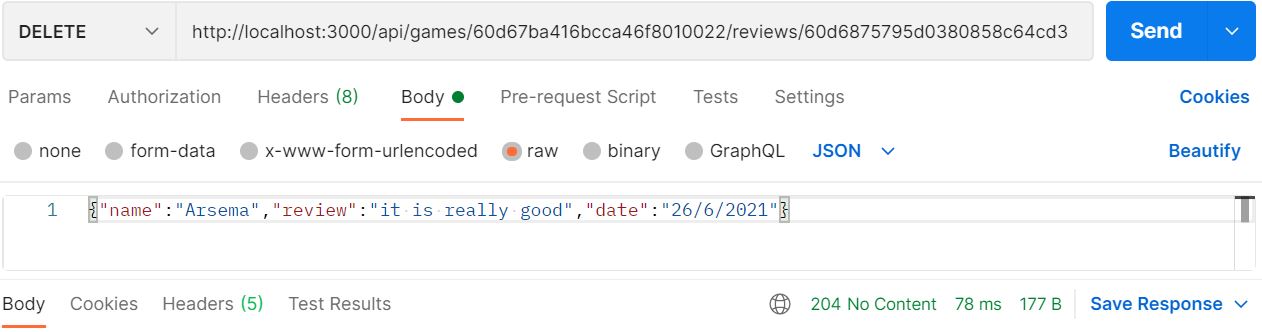 DELETE http://localhost:3000/api/games/60d67ba416bcca46f8010022/reviews/60d6875795d0380858c64cd3 Send
Params Authorization Headers (8) Body Pre-request Script Tests Settings Cookies
none form-data x-www-form-urlencoded raw binary GraphQL JSON Beautify
1 {"name":"Arsema","review":"it is really good","date":"26/6/2021"}
Body Cookies Headers (5) Test Results 204 No Content 78 ms 177 B Save Response